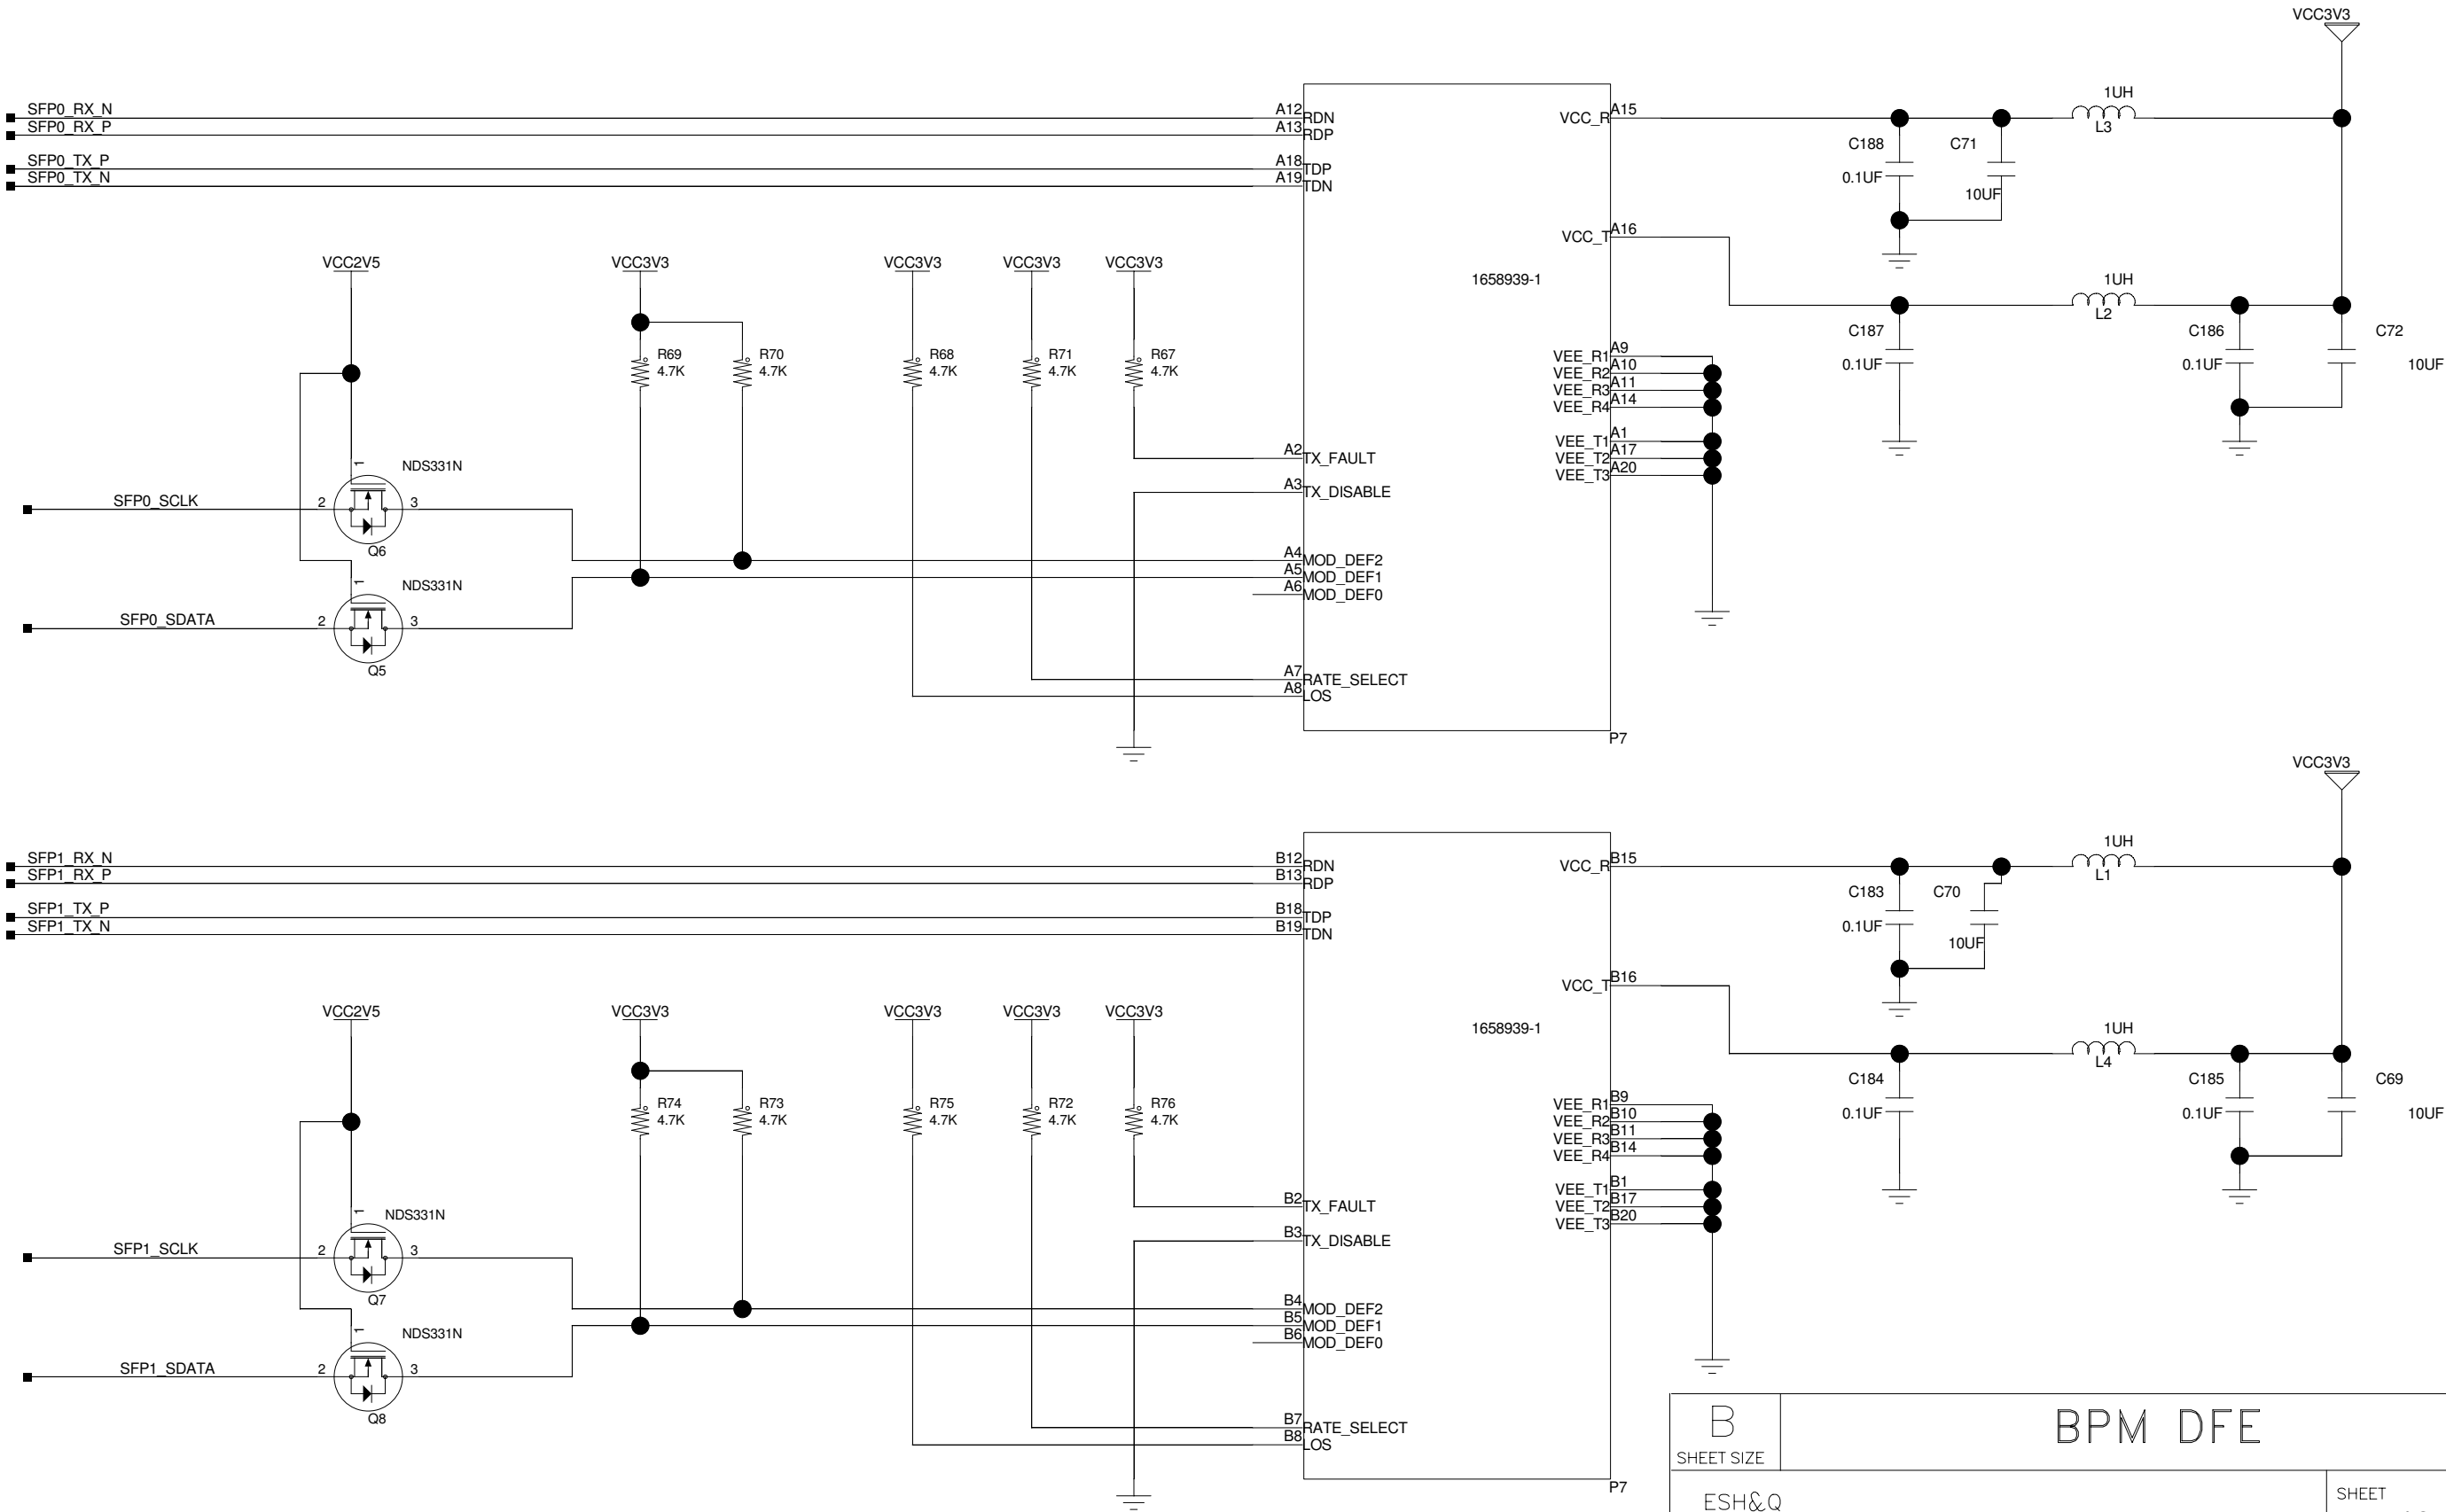 VCC3V3
SFP0_RX_N
SFP0_RX_P
SFP0_TX_P
SFP0_TX_N
A12 RDN
A13 RDP
A18 TDP
A19 TDN
VCC_R A15
1UH
L3
C188
0.1UF
C71
10UF
VCC_T A16
1658939-1
1UH
L2
C187
0.1UF
C186
0.1UF
C72
10UF
VCC2V5
VCC3V3
VCC3V3
VCC3V3
VCC3V3
R69
4.7K
R70
4.7K
R68
4.7K
R71
4.7K
R67
4.7K
VEE_R1 A9
VEE_R2 A10
VEE_R3 A11
VEE_R4 A14
VEE_T1 A1
VEE_T2 A17
VEE_T3 A20
1
NDS331N
SFP0_SCLK
2
3
Q6
1
NDS331N
SFP0_SDATA
2
3
Q5
A2 TX_FAULT
A3 TX_DISABLE
A4 MOD_DEF2
A5 MOD_DEF1
A6 MOD_DEF0
A7 RATE_SELECT
A8 LOS
P7
VCC3V3
SFP1_RX_N
SFP1_RX_P
SFP1_TX_P
SFP1_TX_N
B12 RDN
B13 RDP
B18 TDP
B19 TDN
VCC_R B15
1UH
L1
C183
0.1UF
C70
10UF
VCC_T B16
1658939-1
1UH
L4
C184
0.1UF
C185
0.1UF
C69
10UF
VCC2V5
VCC3V3
VCC3V3
VCC3V3
VCC3V3
R74
4.7K
R73
4.7K
R75
4.7K
R72
4.7K
R76
4.7K
VEE_R1 B9
VEE_R2 B10
VEE_R3 B11
VEE_R4 B14
VEE_T1 B1
VEE_T2 B17
VEE_T3 B20
1
NDS331N
SFP1_SCLK
2
3
Q7
1
NDS331N
SFP1_SDATA
2
3
Q8
B2 TX_FAULT
B3 TX_DISABLE
B4 MOD_DEF2
B5 MOD_DEF1
B6 MOD_DEF0
B7 RATE_SELECT
B8 LOS
P7
B
SHEET SIZE
BPM DFE
ESH&Q
SHEET